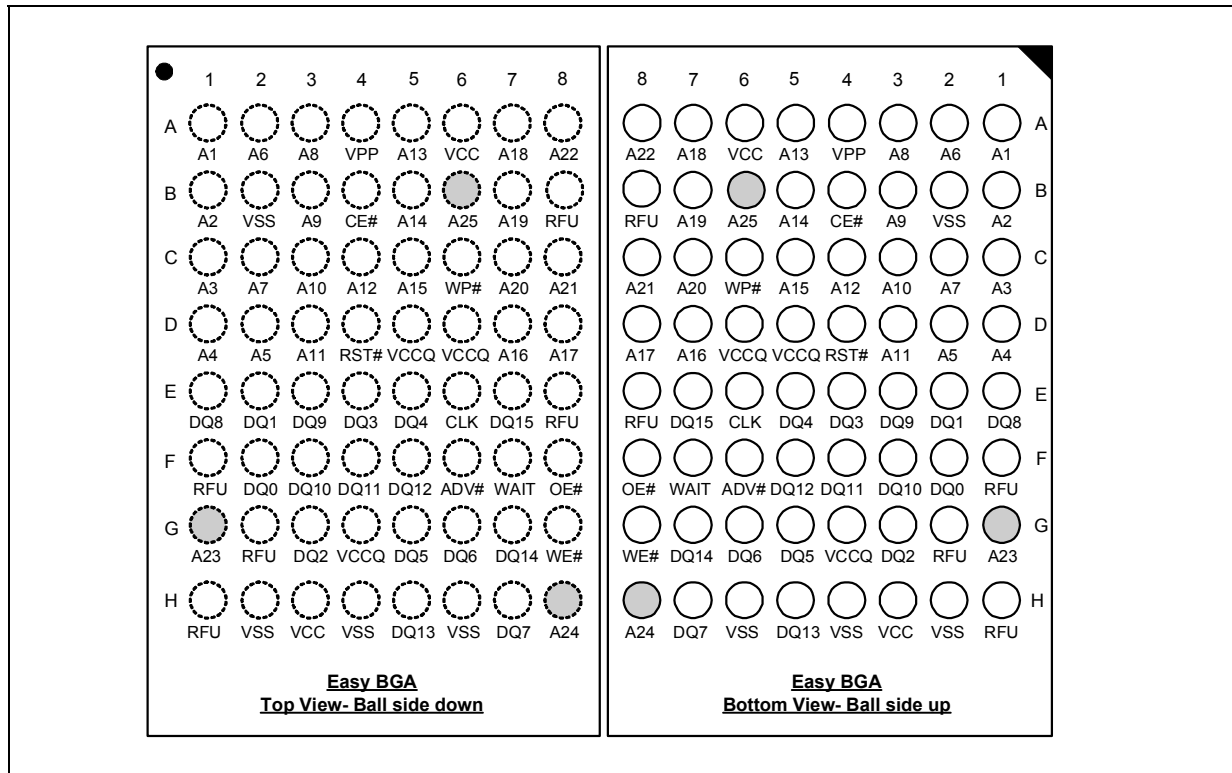 1 2 3 4 5 6 7 8
A A1 A6 A8 VPP A13 VCC A18 A22
B A2 VSS A9 CE# A14 A25 A19 RFU
C A3 A7 A10 A12 A15 WP# A20 A21
D A4 A5 A11 RST# VCCQ VCCQ A16 A17
E DQ8 DQ1 DQ9 DQ3 DQ4 CLK DQ15 RFU
F RFU DQ0 DQ10 DQ11 DQ12 ADV# WAIT OE#
G A23 RFU DQ2 VCCQ DQ5 DQ6 DQ14 WE#
H RFU VSS VCC VSS DQ13 VSS DQ7 A24
Easy BGA
Top View- Ball side down
8 7 6 5 4 3 2 1
A
A22 A18 VCC A13 VPP A8 A6 A1
B
RFU A19 A25 A14 CE# A9 VSS A2
C
A21 A20 WP# A15 A12 A10 A7 A3
D
A17 A16 VCCQ VCCQ RST# A11 A5 A4
E
RFU DQ15 CLK DQ4 DQ3 DQ9 DQ1 DQ8
F
OE# WAIT ADV# DQ12 DQ11 DQ10 DQ0 RFU
G
WE# DQ14 DQ6 DQ5 VCCQ DQ2 RFU A23
H
A24 DQ7 VSS DQ13 VSS VCC VSS RFU
Easy BGA
Bottom View- Ball side up